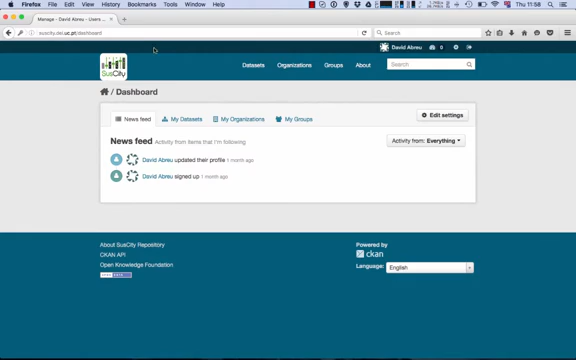 Firefox File Edit View History Bookmarks Tools Window Help Thu 11:58
Manage - David Abreu - Users ...
suscity.dei.uc.pt/dashboard
Search
David Abreu 0
SusCity
Datasets Organizations Groups About
Search
/ Dashboard
News feed My Datasets My Organizations My Groups
Edit settings
News feed Activity from items that I'm following
Activity from: Everything
David Abreu updated their profile 1 month ago
David Abreu signed up 1 month ago
About SusCity Repository
CKAN API
Open Knowledge Foundation
Powered by
ckan
Language: English